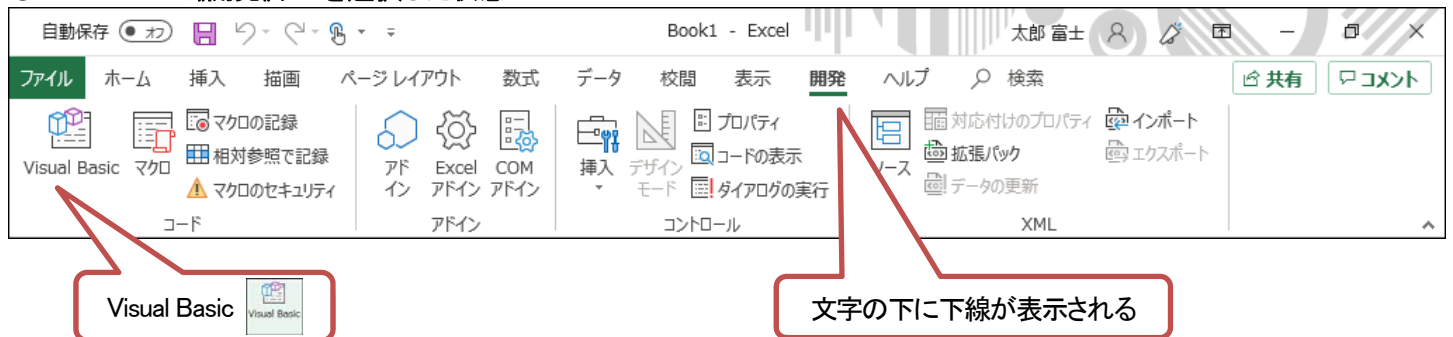 自動保存 オフ Book1 - Excel 太郎 富士
ファイル ホーム 挿入 描画 ページ レイアウト 数式 データ 校閲 表示 開発 ヘルプ 検索 共有 コメント
Visual Basic マクロ マクロの記録 相対参照で記録 マクロのセキュリティ
コード
アドイン Excel アドイン COM アドイン
アドイン
挿入 デザイン モード プロパティ コードの表示 ダイアログの実行
コントロール
対応付けのプロパティ 拡張パック データの更新 インポート エクスポート
XML
Visual Basic Visual Basic
文字の下に下線が表示される